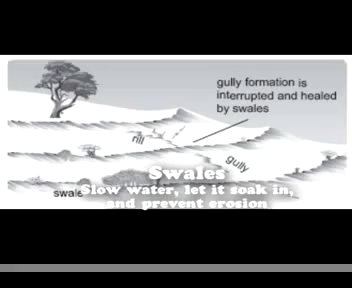 gully formation is
interrupted and healed
by swales
rill
gully
Swales
swale
Slow water, let it soak in,
and prevent erosion